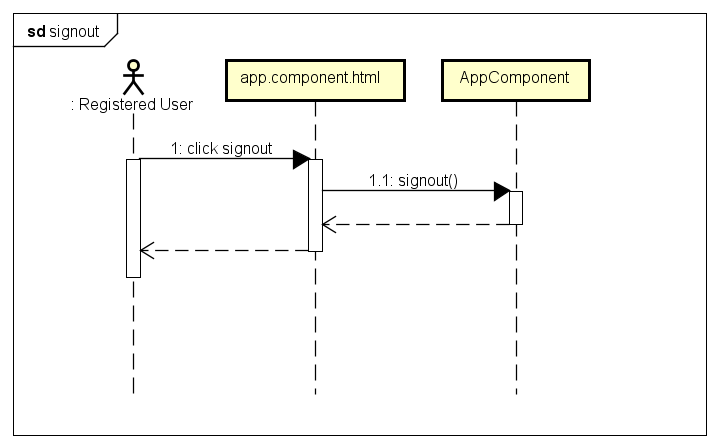 sd signout
app.component.html
AppComponent
: Registered User
1: click signout
1.1: signout()